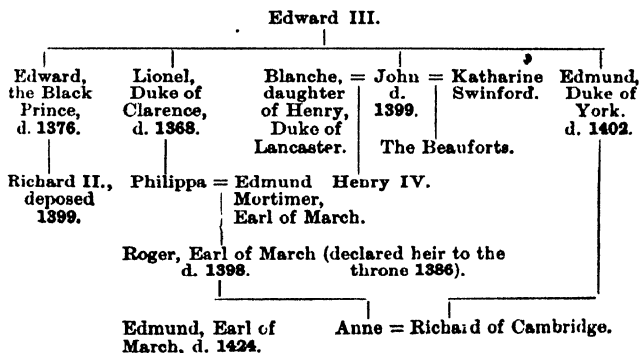 Edward III.
Edward, the Black Prince, d. 1376.
Lionel, Duke of Clarence, d. 1368.
Blanche, daughter of Henry, Duke of Lancaster.
= John d. 1399. =
Katharine Swinford.
Edmund, Duke of York. d. 1402.
The Beauforts.
Richard II., deposed 1399.
Philippa = Edmund Mortimer, Earl of March.
Henry IV.
Roger, Earl of March (declared heir to the
d. 1398. throne 1386).
Edmund, Earl of March, d. 1424.
Anne = Richard of Cambridge.